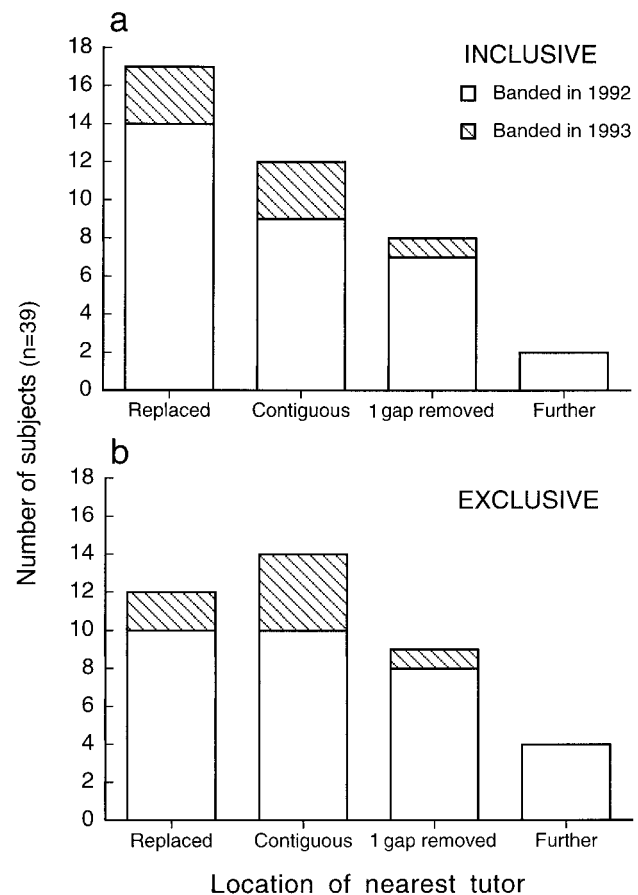 a
18
16
14
12
10
8
6
4
2
0
INCLUSIVE
Banded in 1992
Banded in 1993
Replaced Contiguous 1 gap removed Further
Number of subjects (n=39)
b
18
16
14
12
10
8
6
4
2
0
EXCLUSIVE
Replaced Contiguous 1 gap removed Further
Location of nearest tutor